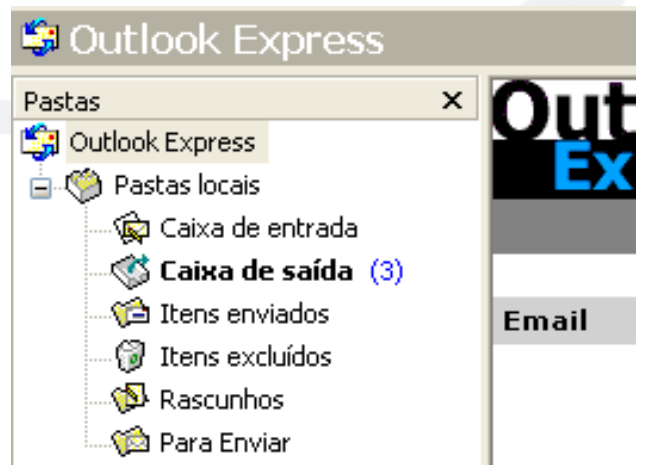 Outlook Express
Pastas
Outlook Express
Pastas locais
Caixa de entrada
Caixa de saída (3)
Itens enviados
Itens excluídos
Rascunhos
Para Enviar
Out
Ex
Email